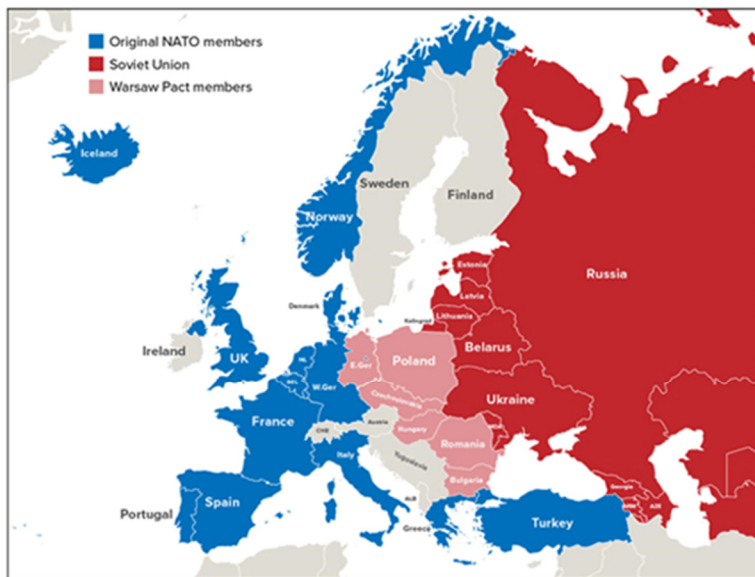 Original NATO members
Soviet Union
Warsaw Pact members
Iceland
Sweden
Finland
Norway
Russia
Estonia
Latvia
Lithuania
Denmark
Kaliningrad
Belarus
Ireland
UK
NL
E.Ger
Poland
W.Ger
Czechoslovakia
Ukraine
France
CHE
Austria
Hungary
Romania
Italy
Yugoslavia
Bulgaria
Georgia
AZE
ALB
Portugal
Spain
Greece
Turkey